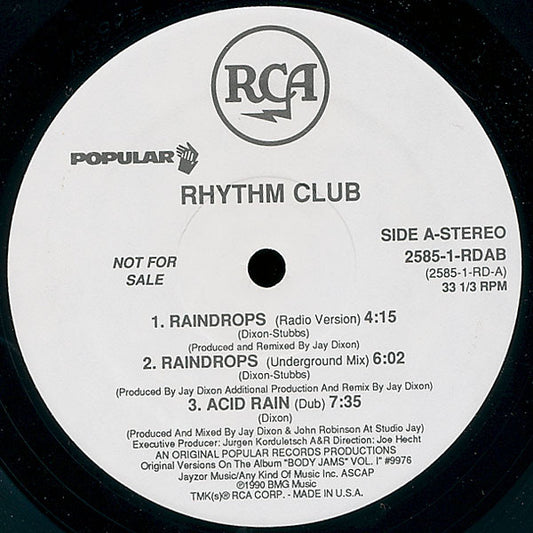 RCA
POPULAR
RHYTHM CLUB
SIDE A-STEREO
NOT FOR
SALE
2585-1-RDAB
(2585-1-RD-A)
33 1/3 RPM
1. RAINDROPS (Radio Version) 4:15
(Dixon-Stubbs)
(Produced and Remixed By Jay Dixon)
2. RAINDROPS (Underground Mix) 6:02
(Dixon-Stubbs)
(Produced By Jay Dixon Additional Production And Remix By Jay Dixon)
3. ACID RAIN (Dub) 7:35
(Dixon)
(Produced And Mixed By Jay Dixon & John Robinson At Studio Jay)
Executive Producer: Jurgen Korduletsch A&R Direction: Joe Hecht
AN ORIGINAL POPULAR RECORDS PRODUCTIONS
Original Versions On The Album "BODY JAMS" VOL. I" #9976
Jayzor Music/Any Kind Of Music Inc. ASCAP
℗1990 BMG Music
TMK(s)® RCA CORP. - MADE IN U.S.A.